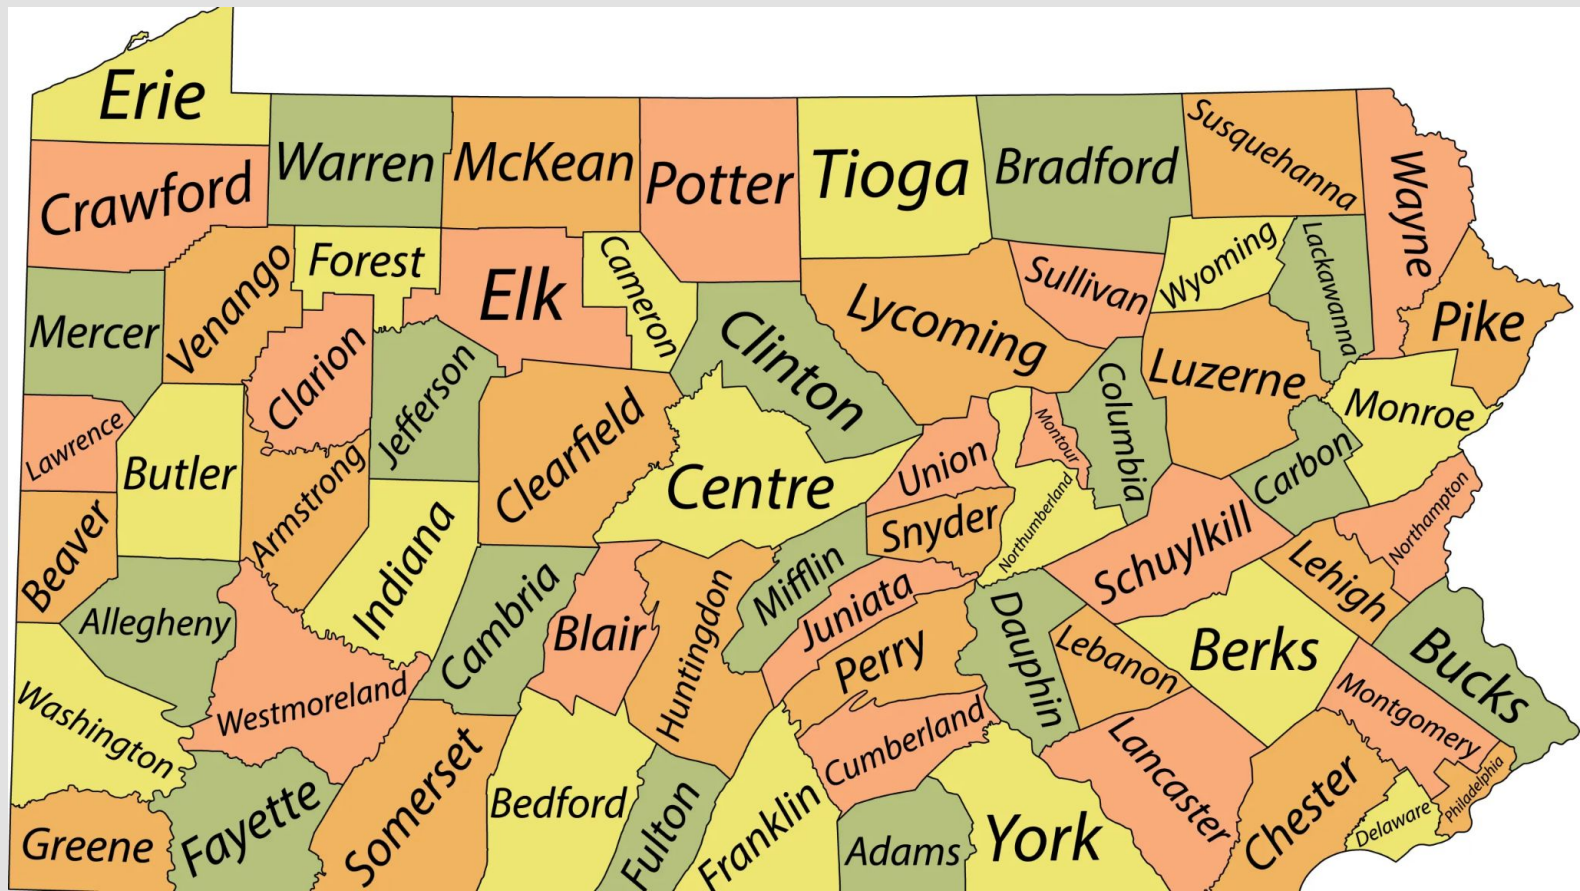 Erie
Warren
McKean
Potter
Tioga
Bradford
Susquehanna
Wayne
Crawford
Forest
Elk
Cameron
Wyoming
Lackawanna
Sullivan
Pike
Mercer
Venango
Clarion
Jefferson
Clinton
Lycoming
Columbia
Luzerne
Monroe
Lawrence
Butler
Armstrong
Clearfield
Centre
Union
Montour
Carbon
Northampton
Beaver
Indiana
Snyder
Northumberland
Schuylkill
Lehigh
Allegheny
Cambria
Blair
Huntingdon
Mifflin
Juniata
Perry
Dauphin
Lebanon
Berks
Bucks
Washington
Westmoreland
Cumberland
Lancaster
Montgomery
Greene
Fayette
Somerset
Bedford
Fulton
Franklin
Adams
York
Chester
Delaware
Philadelphia